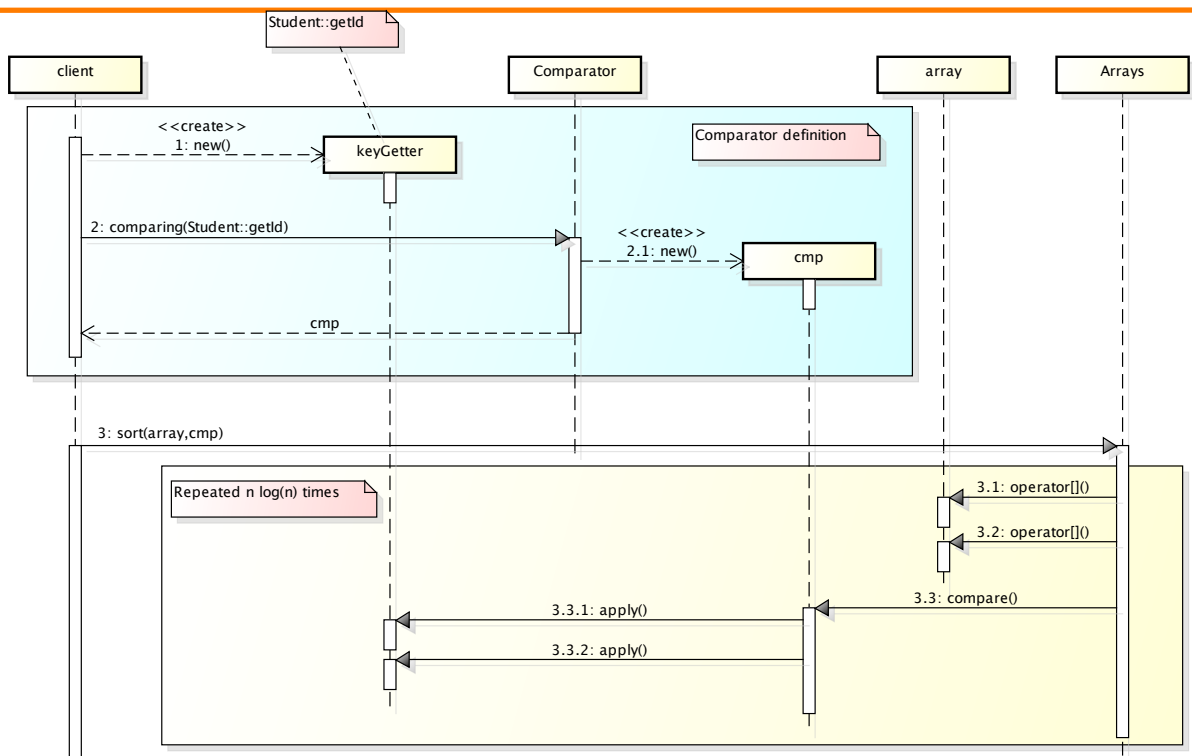 Student::getId
client
Comparator
array
Arrays
<<create>>
1: new()
keyGetter
Comparator definition
2: comparing(Student::getId)
<<create>>
2.1: new()
cmp
cmp
3: sort(array,cmp)
Repeated n log(n) times
3.1: operator[]()
3.2: operator[]()
3.3: compare()
3.3.1: apply()
3.3.2: apply()